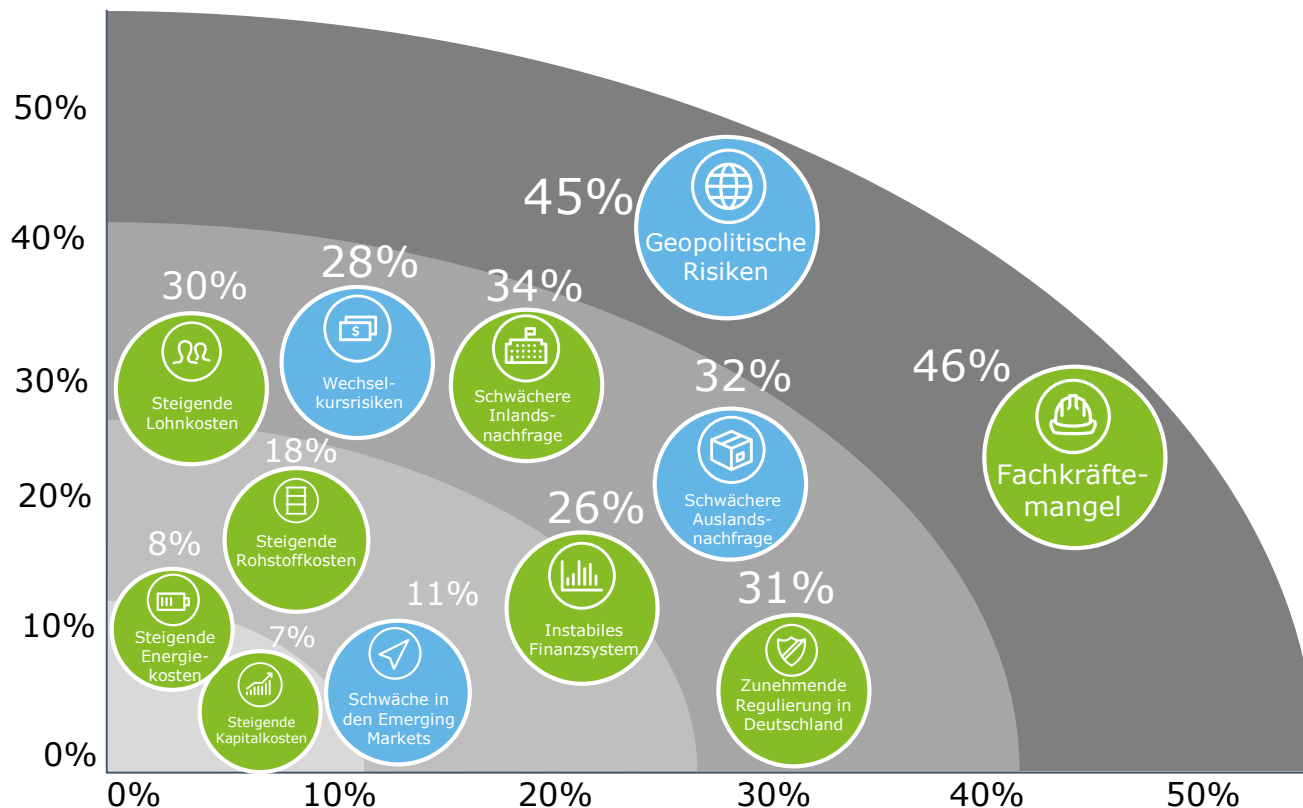 50%
45%
Geopolitische
Risiken
40%
30%
28%
34%
Steigende
Lohnkosten
Wechsel-
kursrisiken
$
Schwächere
Inlands-
nachfrage
32%
46%
30%
Schwächere
Auslands-
nachfrage
Fachkräfte-
mangel
20%
18%
Steigende
Rohstoffkosten
26%
Instabiles
Finanzsystem
10%
8%
Steigende
Energie-
kosten
7%
Steigende
Kapitalkosten
11%
Schwäche in
den Emerging
Markets
31%
Zunehmende
Regulierung in
Deutschland
0%
0%
10%
20%
30%
40%
50%